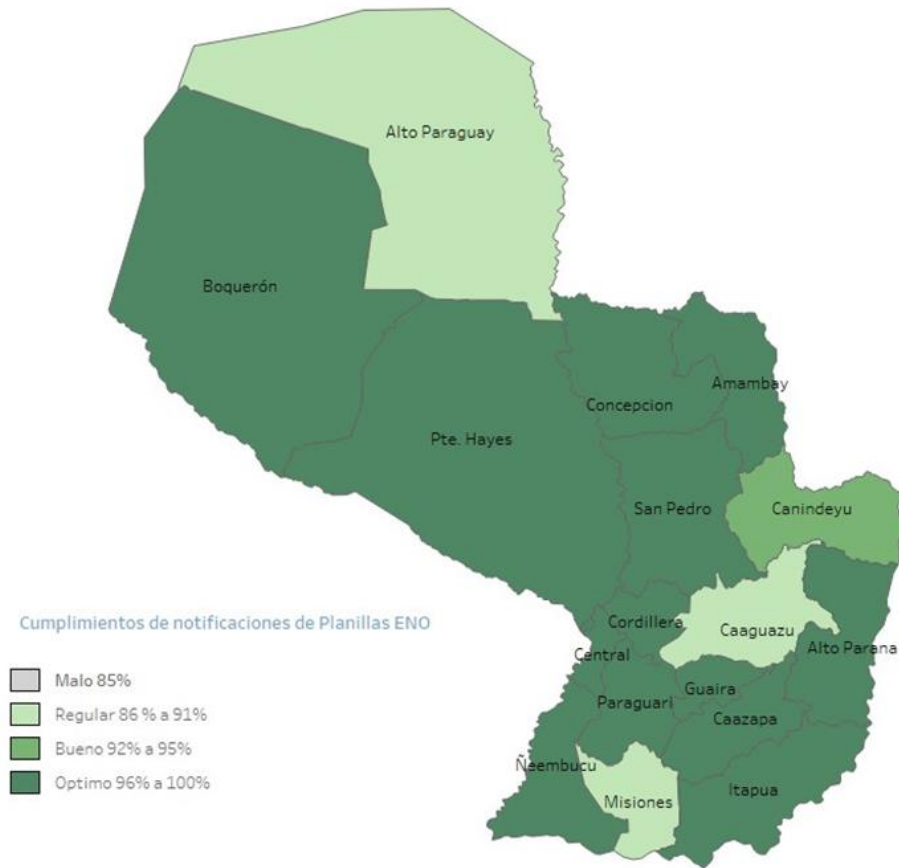 Alto Paraguay
Boquerón
Amambay
Concepcion
Pte. Hayes
San Pedro
Canindeyu
Cordillera
Caaguazu
Central
Alto Parana
Guaira
Paraguari
Caazapa
Ñeembucu
Misiones
Itapua
Cumplimientos de notificaciones de Planillas ENO
Malo 85%
Regular 86 % a 91%
Bueno 92% a 95%
Optimo 96% a 100%